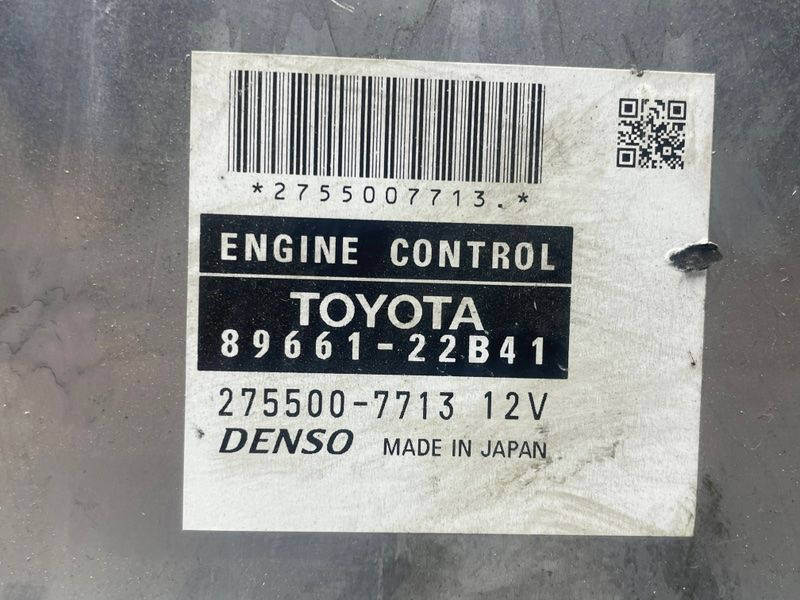 *2755007713.*
ENGINE CONTROL
TOYOTA
89661-22B41
275500-7713 12V
DENSO MADE IN JAPAN